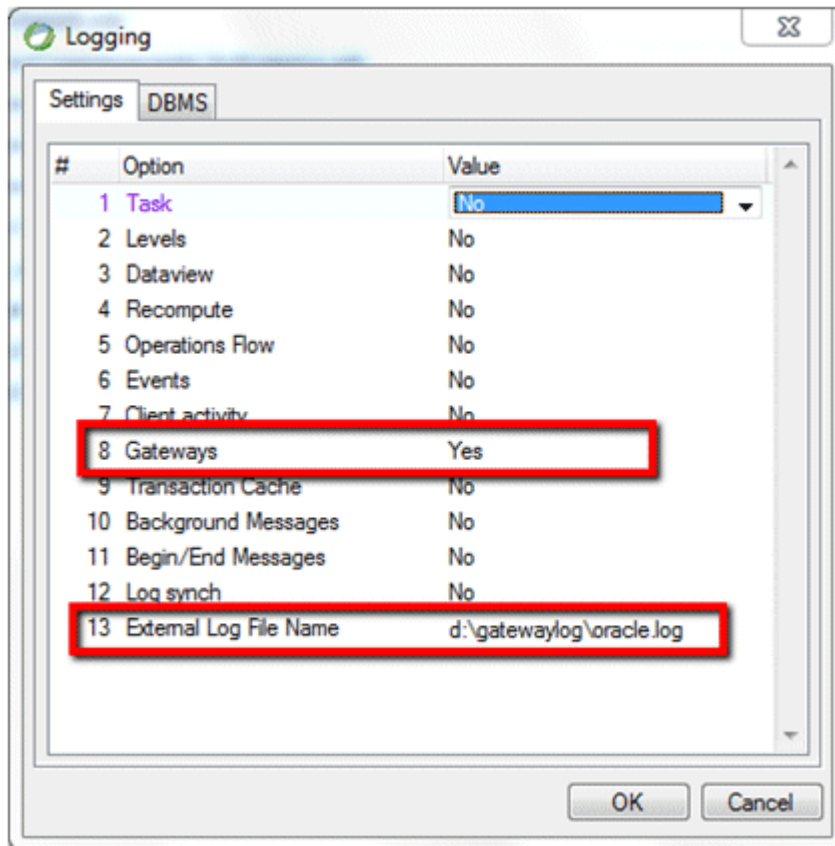 Logging
Settings DBMS
# Option Value
1 Task No
2 Levels No
3 Dataview No
4 Recompute No
5 Operations Flow No
6 Events No
7 Client activity No
8 Gateways Yes
9 Transaction Cache No
10 Background Messages No
11 Begin/End Messages No
12 Log synch No
13 External Log File Name d:\gatewaylog\oracle.log
OK Cancel